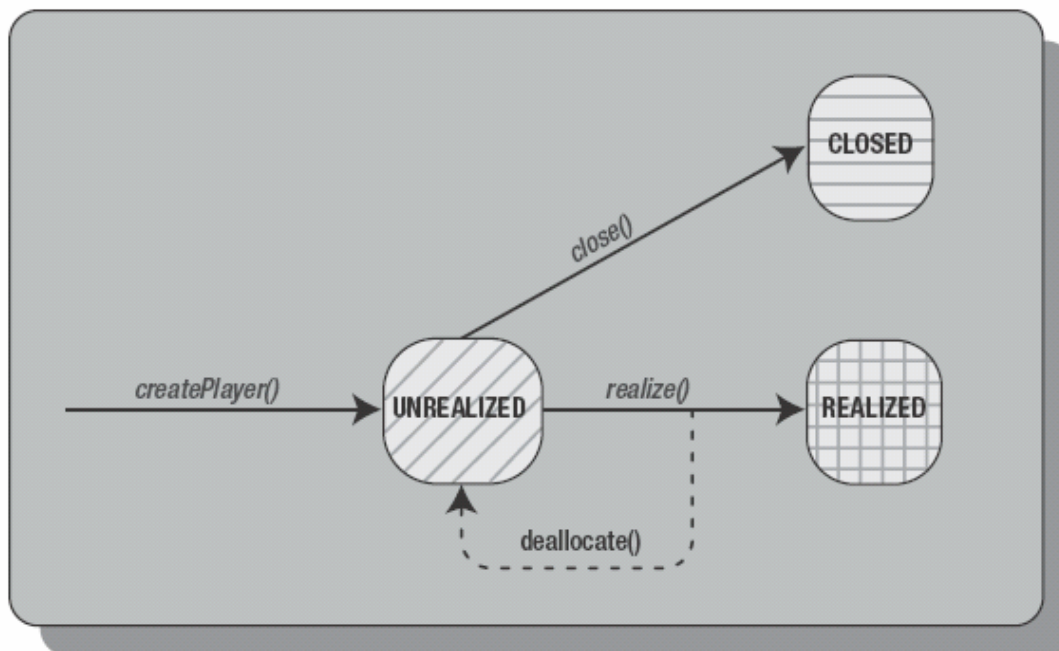 CLOSED
close()
createPlayer()
UNREALIZED
realize()
REALIZED
deallocate()